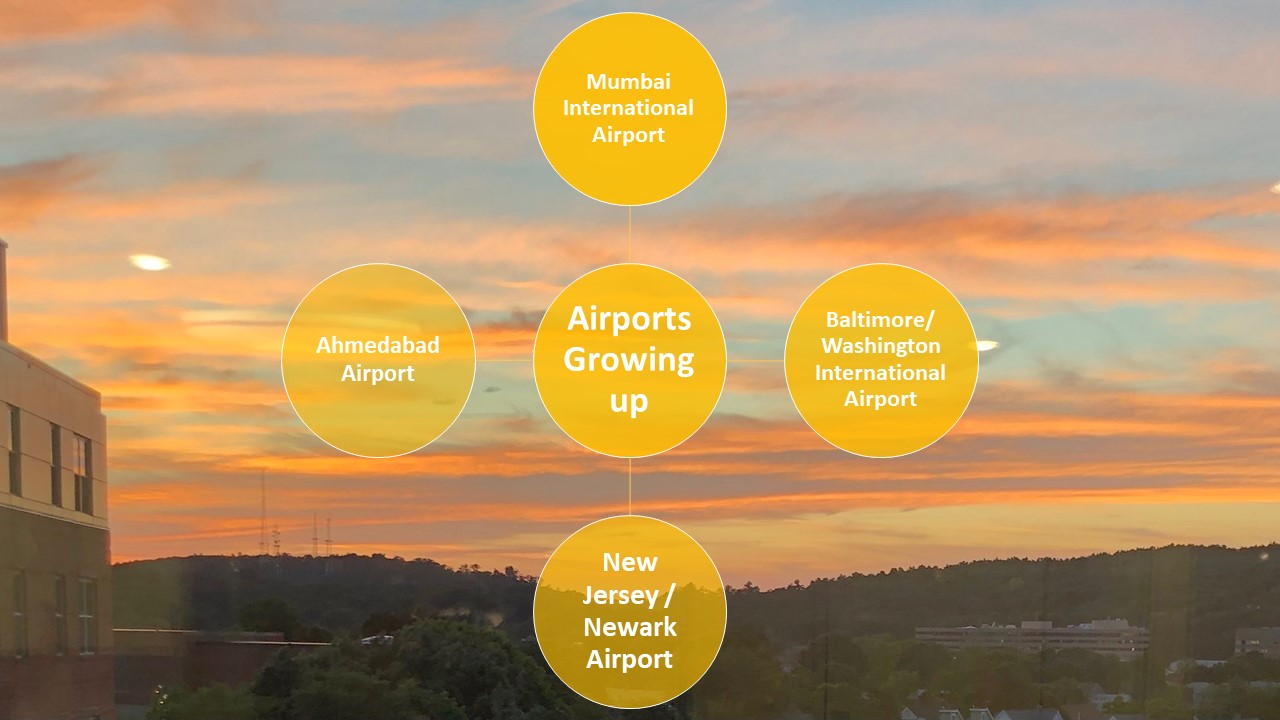 Mumbai
International
Airport
Ahmedabad
Airport
Airports
Growing
up
Baltimore/
Washington
International
Airport
New
Jersey /
Newark
Airport